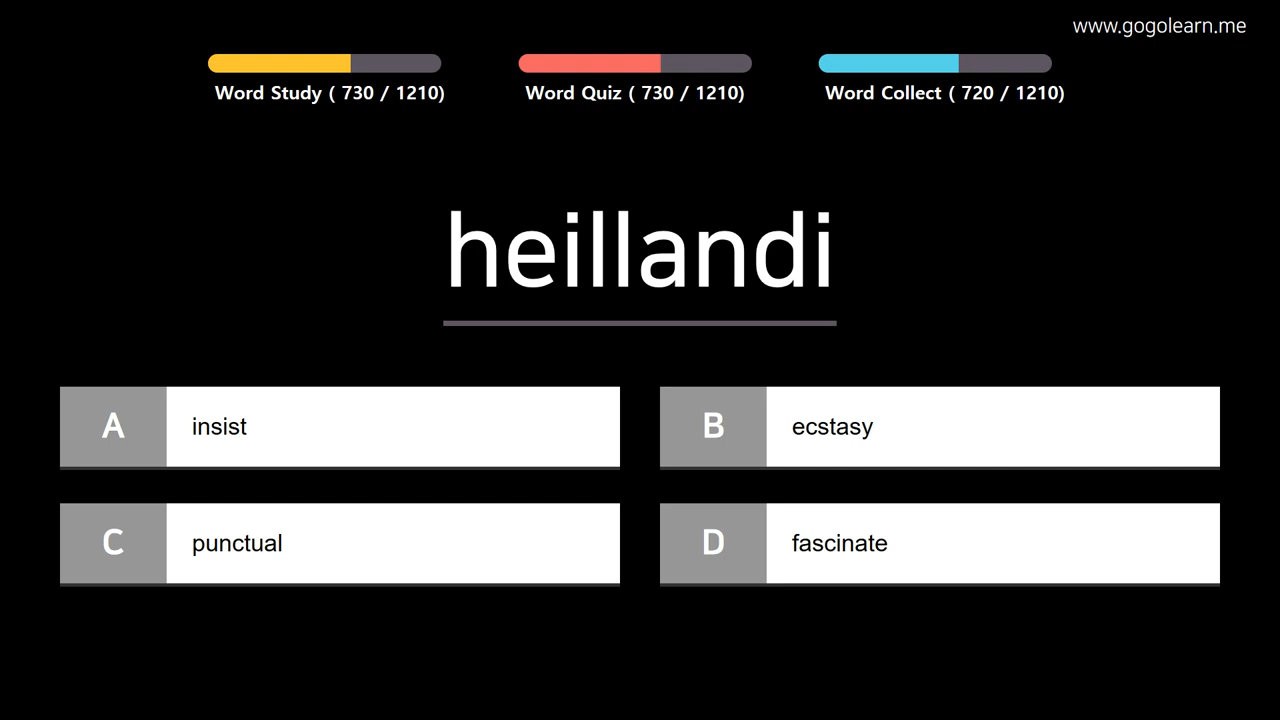 www.gogolearn.me
Word Study ( 730 / 1210)
Word Quiz ( 730 / 1210)
Word Collect ( 720 / 1210)
heillandi
A
insist
B
ecstasy
C
punctual
D
fascinate